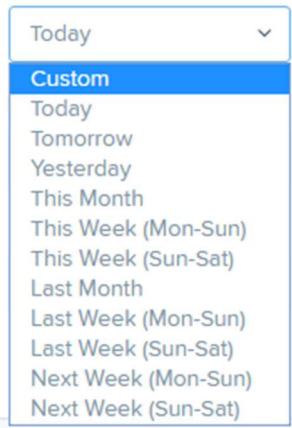 Today
Custom
Today
Tomorrow
Yesterday
This Month
This Week (Mon-Sun)
This Week (Sun-Sat)
Last Month
Last Week (Mon-Sun)
Last Week (Sun-Sat)
Next Week (Mon-Sun)
Next Week (Sun-Sat)